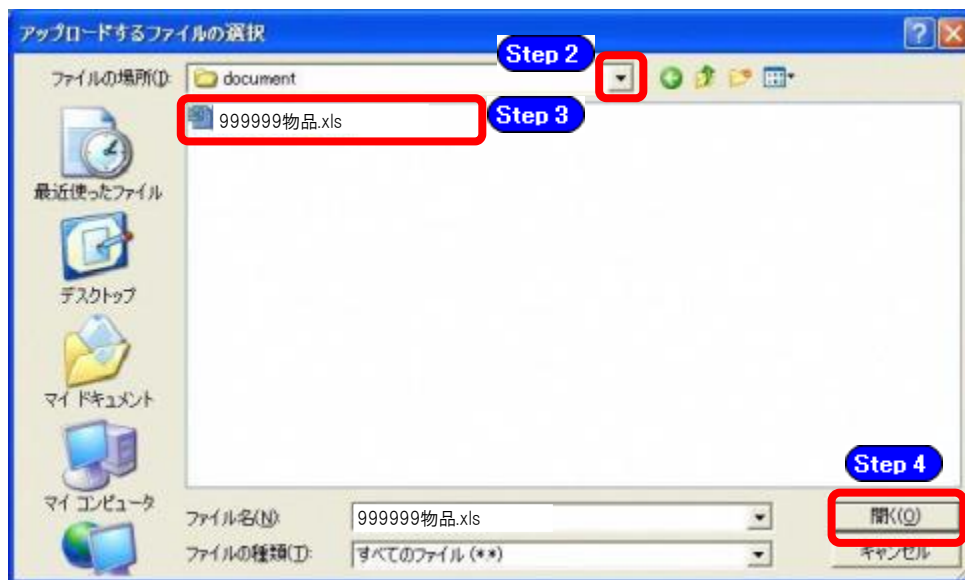 アップロードするファイルの選択
Step 2
ファイルの場所(I):
document
999999物品.xls
Step 3
最近使ったファイル
デスクトップ
マイ ドキュメント
マイ コンピュータ
Step 4
ファイル名(N):
999999物品.xls
開く(O)
ファイルの種類(T):
すべてのファイル (*.*)
キャンセル